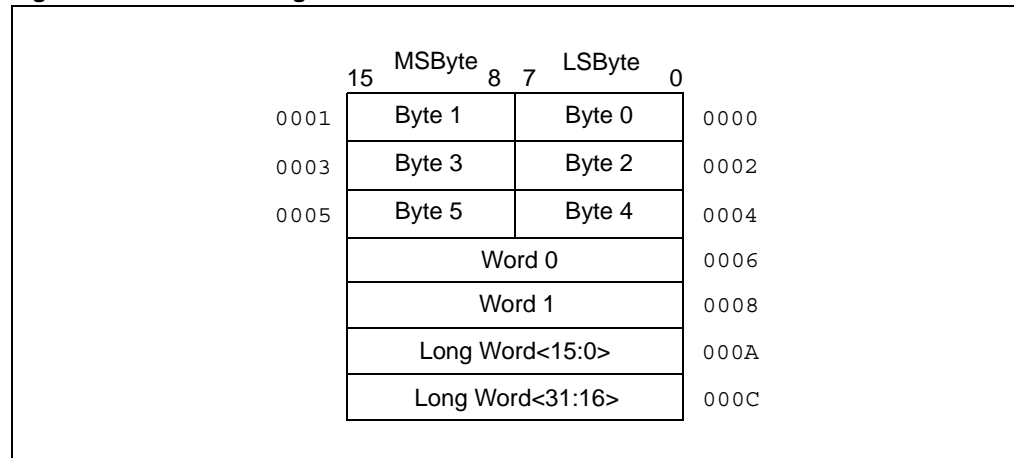 MSByte LSByte
15 8 7 0
0001 Byte 1 Byte 0 0000
0003 Byte 3 Byte 2 0002
0005 Byte 5 Byte 4 0004
Word 0 0006
Word 1 0008
Long Word<15:0> 000A
Long Word<31:16> 000C